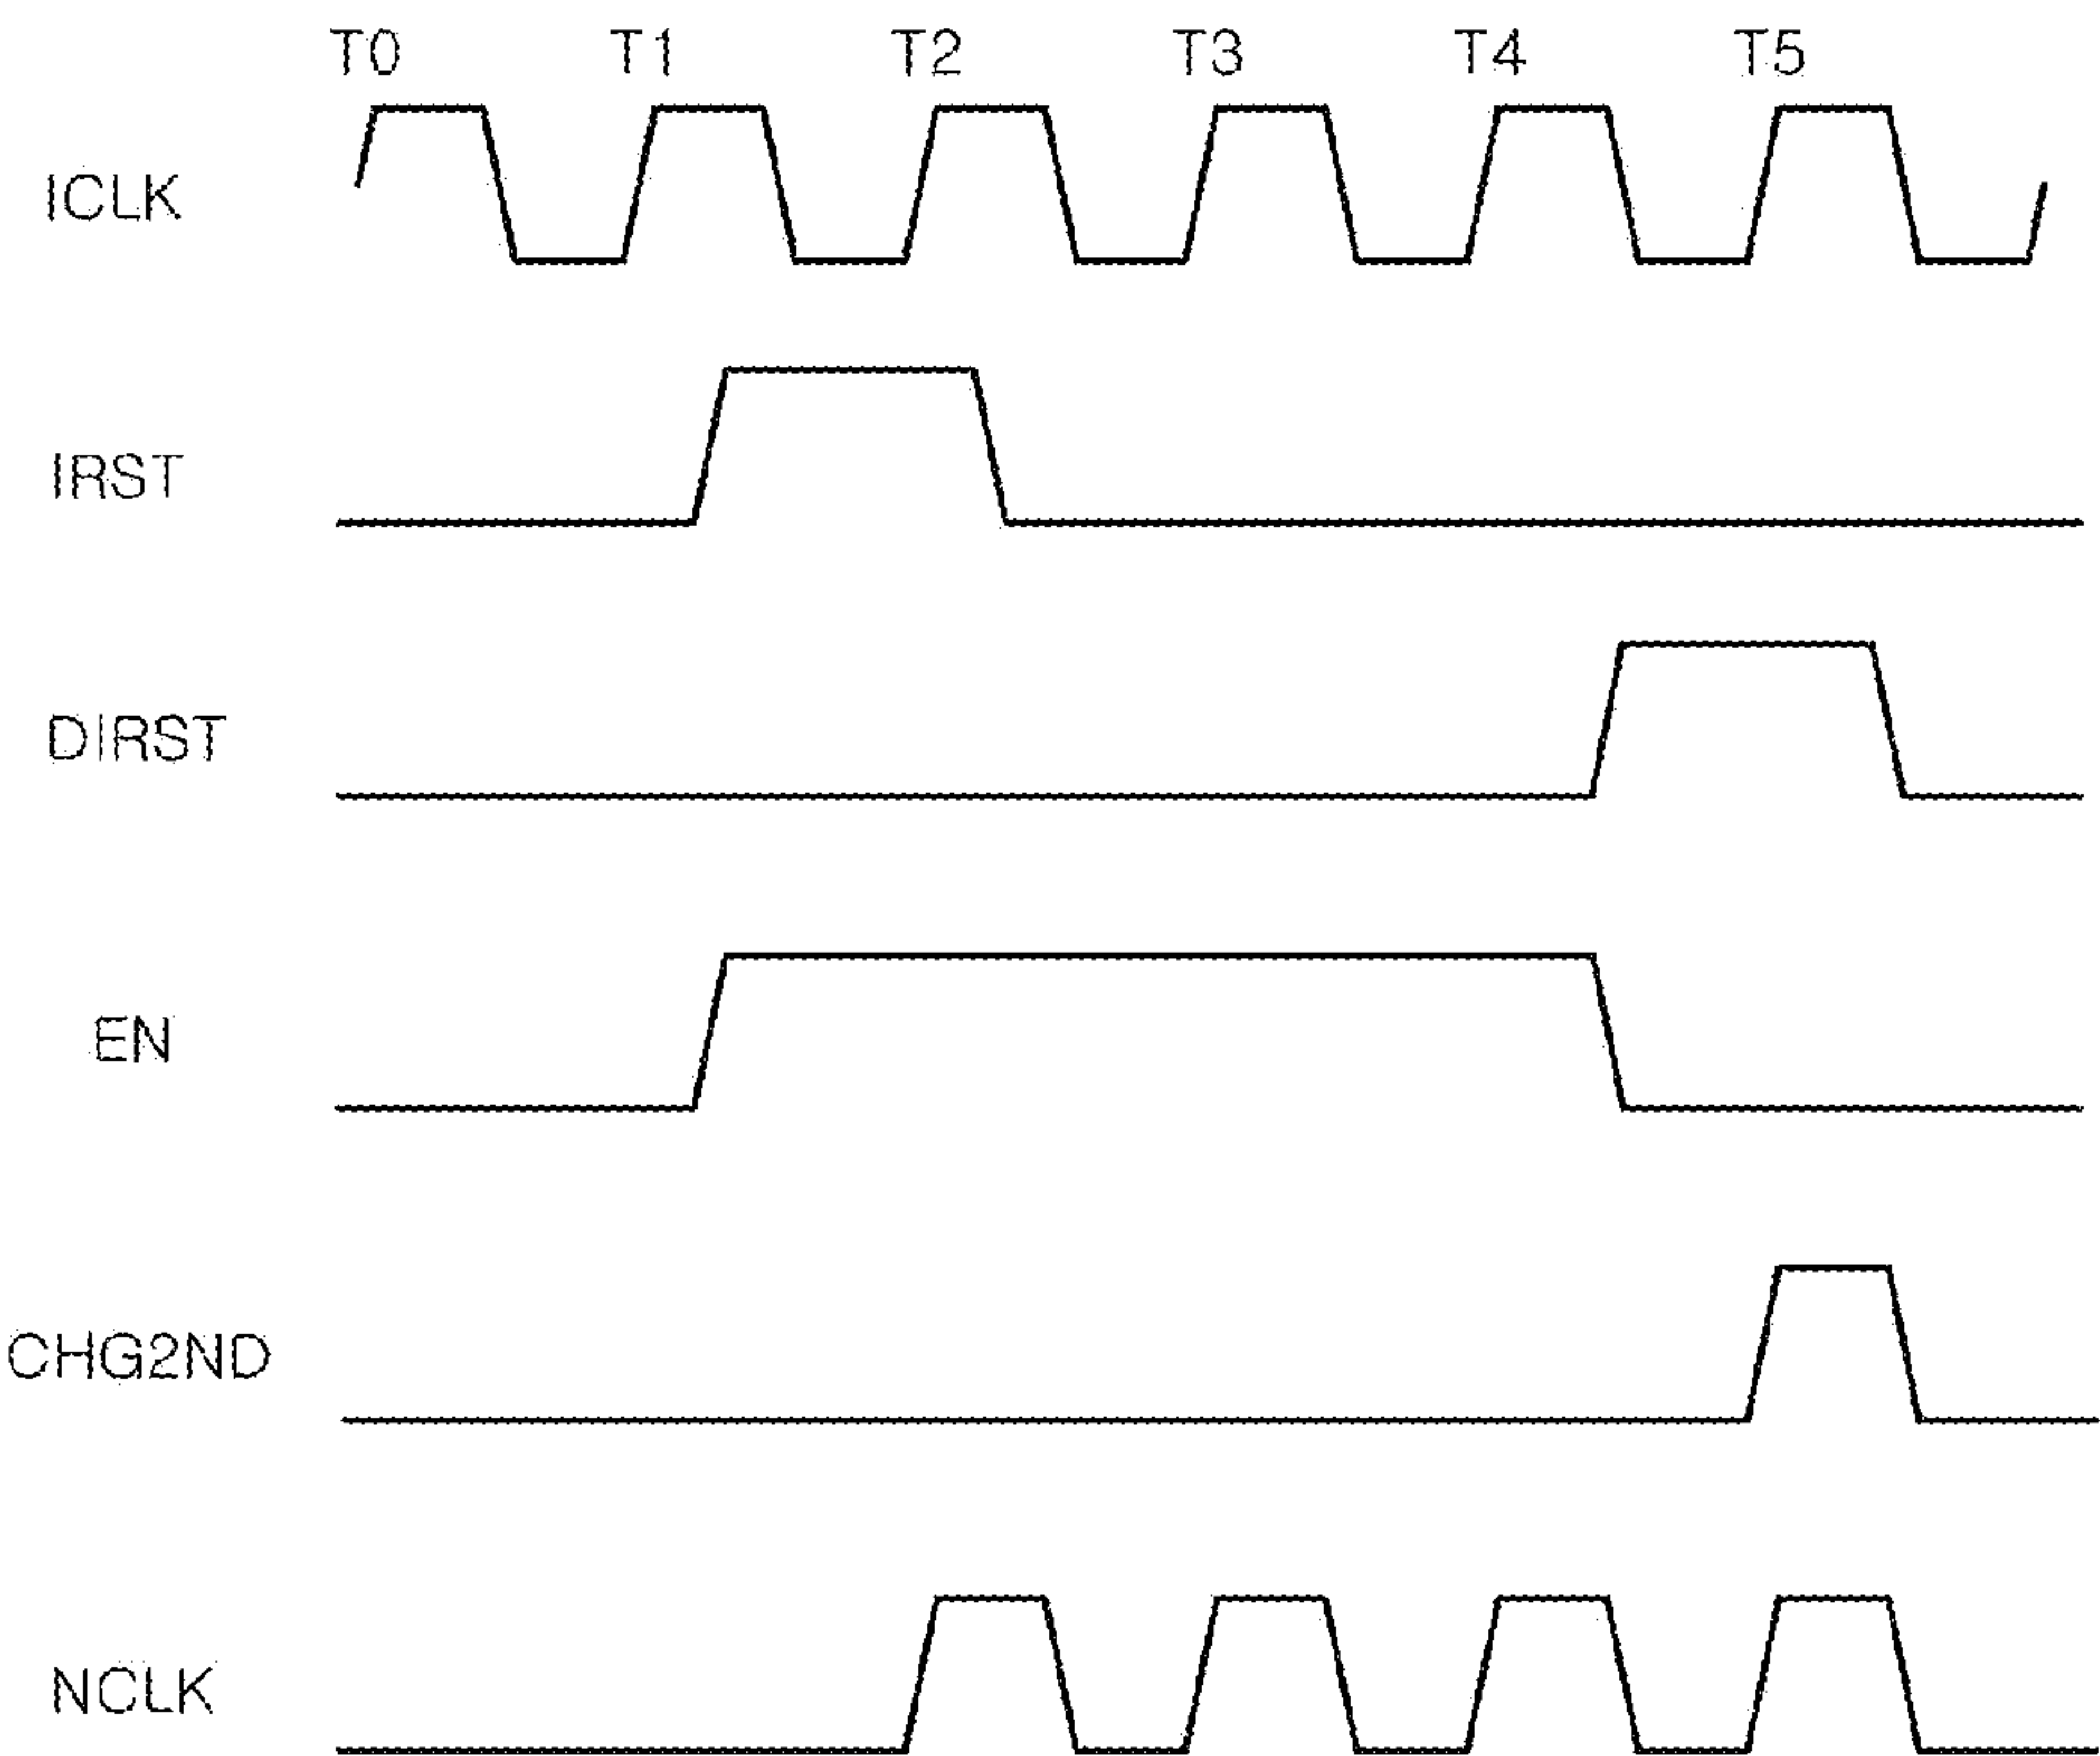 T0 T1 T2 T3 T4 T5
ICLK
IRST
DIRST
EN
CHG2ND
NCLK